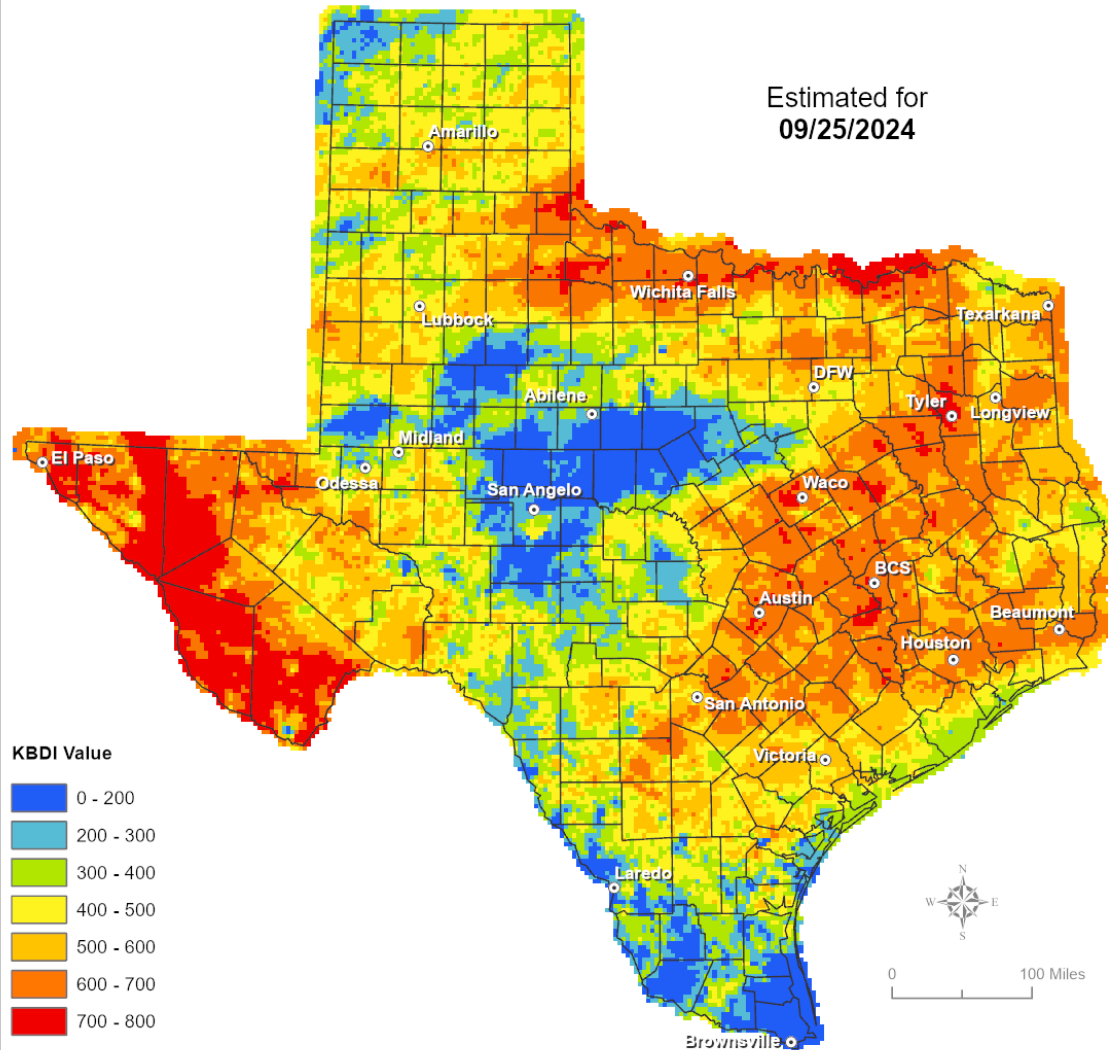 Estimated for
09/25/2024
Amarillo
Wichita Falls
Lubbock
Texarkana
DFW
Abilene
Tyler
Longview
Midland
El Paso
Odessa
San Angelo
Waco
BCS
Austin
Beaumont
Houston
San Antonio
Victoria
Laredo
Brownsville
KBDI Value
0 - 200
200 - 300
300 - 400
400 - 500
500 - 600
600 - 700
700 - 800
N
W E
S
0 100 Miles